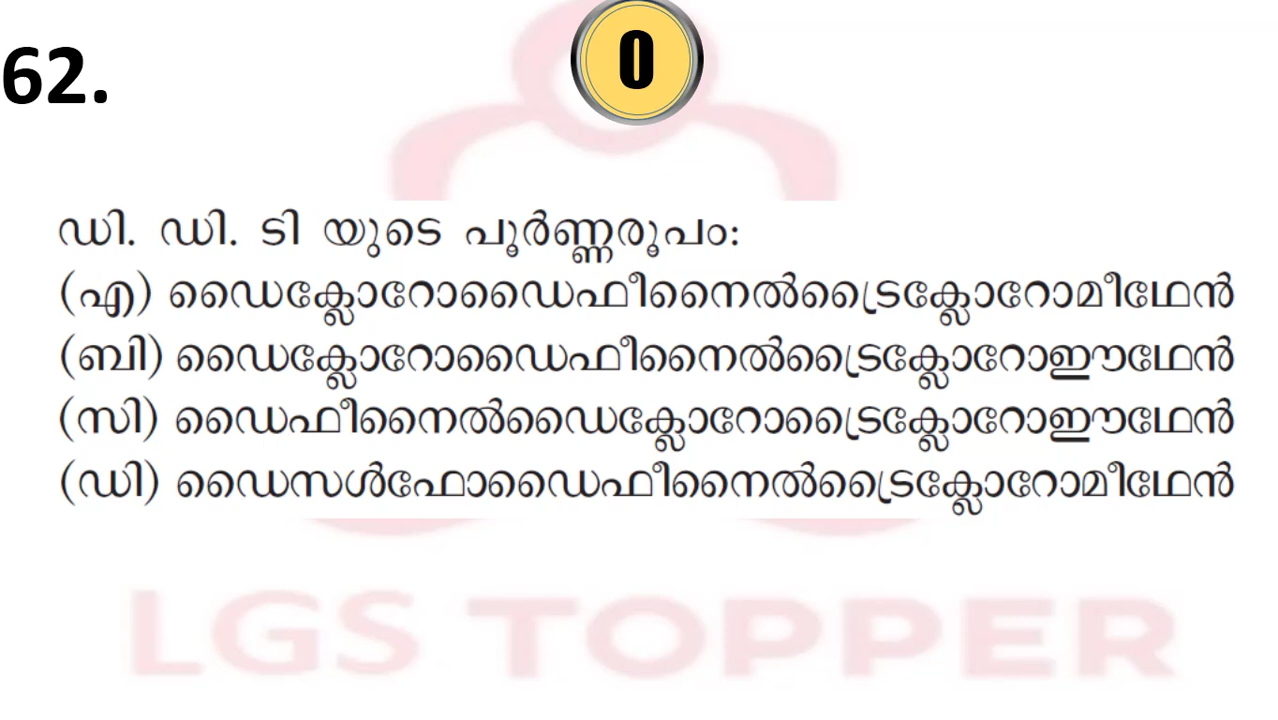 62.
0
ഡി. ഡി. ടി യുടെ പൂർണ്ണരൂപം:
(എ) ഡൈക്ലോറോഡൈഫീനൈൽട്രൈക്ലോറോമീഥേൻ
(ബി) ഡൈക്ലോറോഡൈഫീനൈൽട്രൈക്ലോറോഈഥേൻ
(സി) ഡൈഫീനൈൽഡൈക്ലോറോട്രൈക്ലോറോഈഥേൻ
(ഡി) ഡൈസൾഫോഡൈഫീനൈൽട്രൈക്ലോറോമീഥേൻ
LGS TOPPER